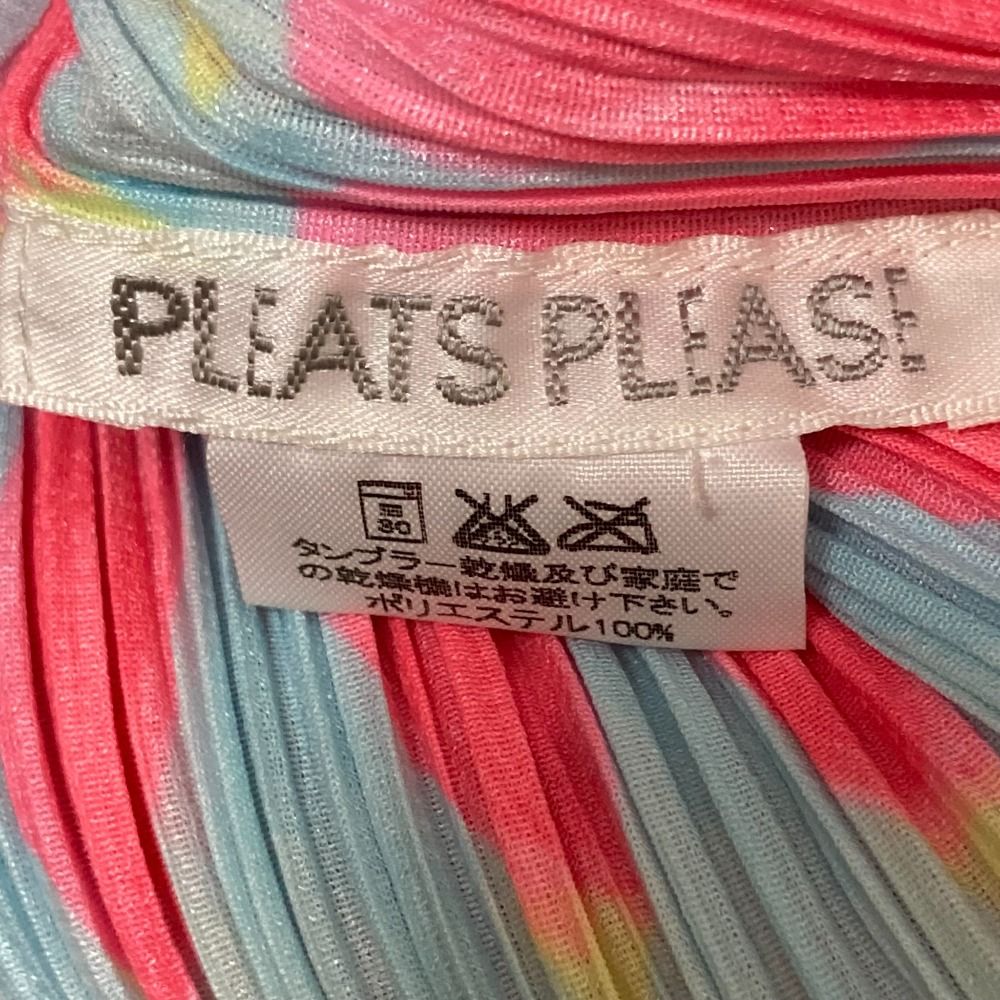 PLEATS PLEASE
30
タンブラー乾燥及び家庭で
の乾燥機はお避け下さい。
ポリエステル100%